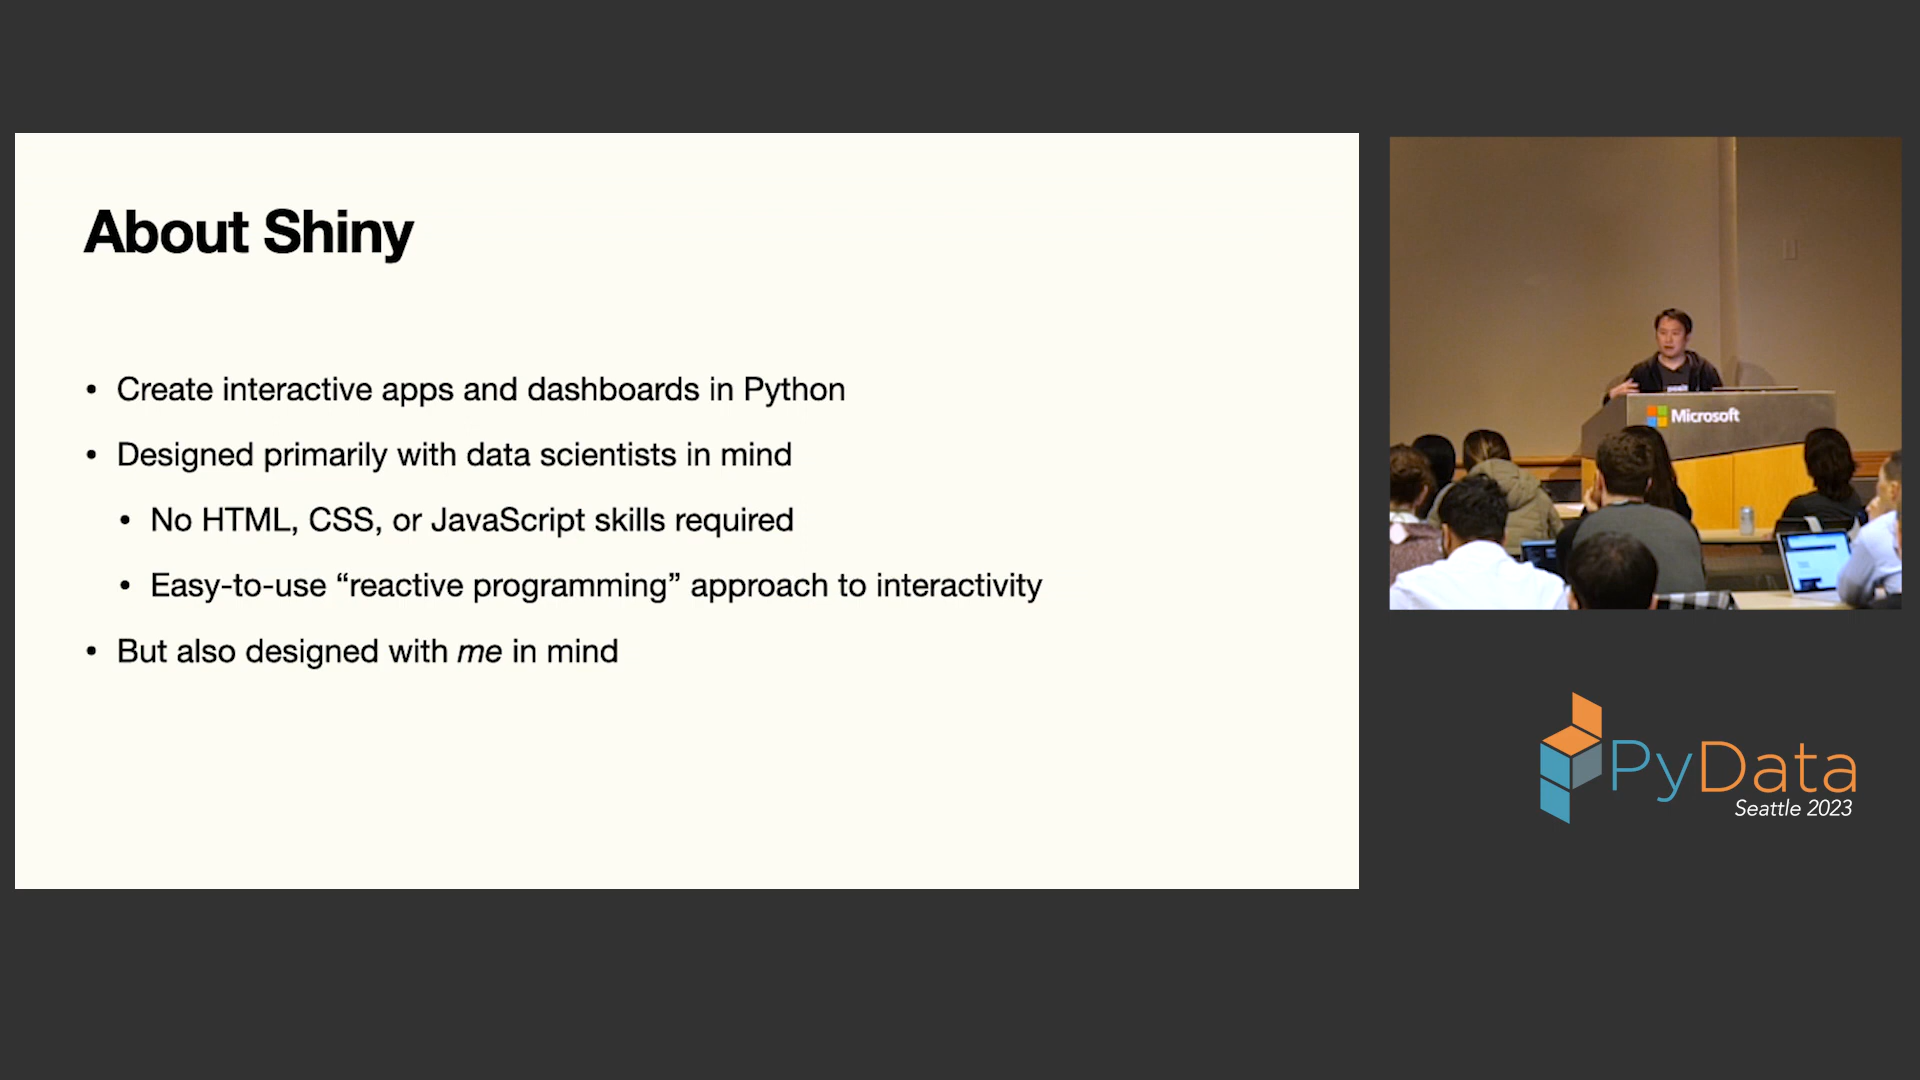 About Shiny
• Create interactive apps and dashboards in Python
• Designed primarily with data scientists in mind
• No HTML, CSS, or JavaScript skills required
• Easy-to-use “reactive programming” approach to interactivity
• But also designed with me in mind
Microsoft
PyData
Seattle 2023